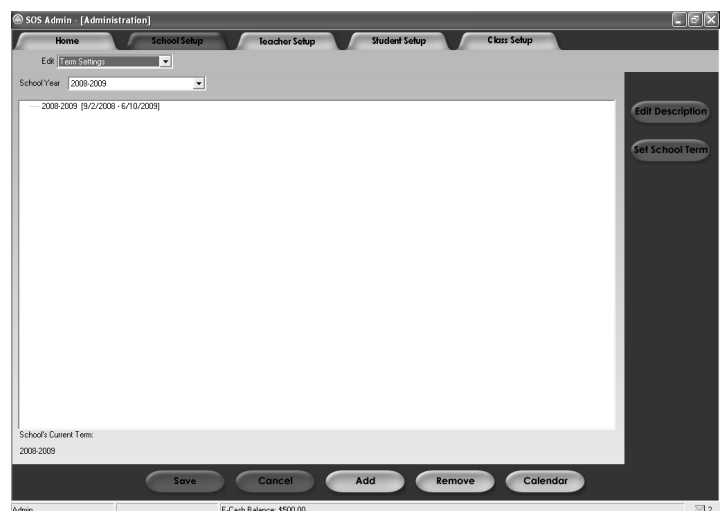 SOS Admin - [Administration]
Home School Setup Teacher Setup Student Setup Class Setup
Edit Term Settings
School Year 2008-2009
2008-2009 [9/2/2008 - 6/10/2009]
Edit Description
Set School Term
School's Current Term:
2008-2009
Save Cancel Add Remove Calendar
Admin E-Cash Balance: $500.00 2